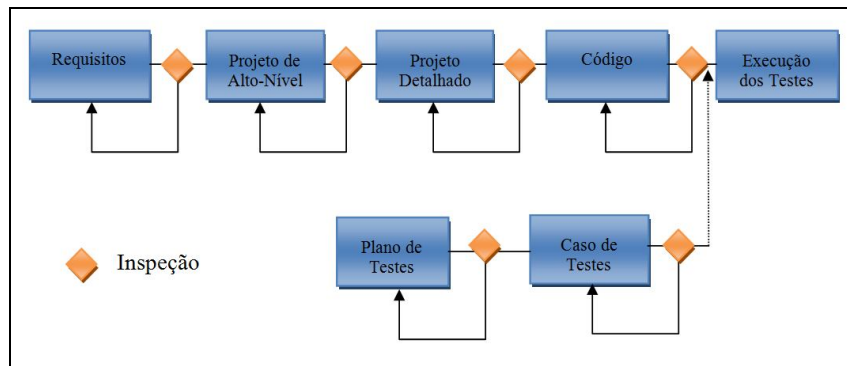 Requisitos
Projeto de
Alto-Nível
Projeto
Detalhado
Código
Execução
dos Testes
Plano de
Testes
Caso de
Testes
Inspeção